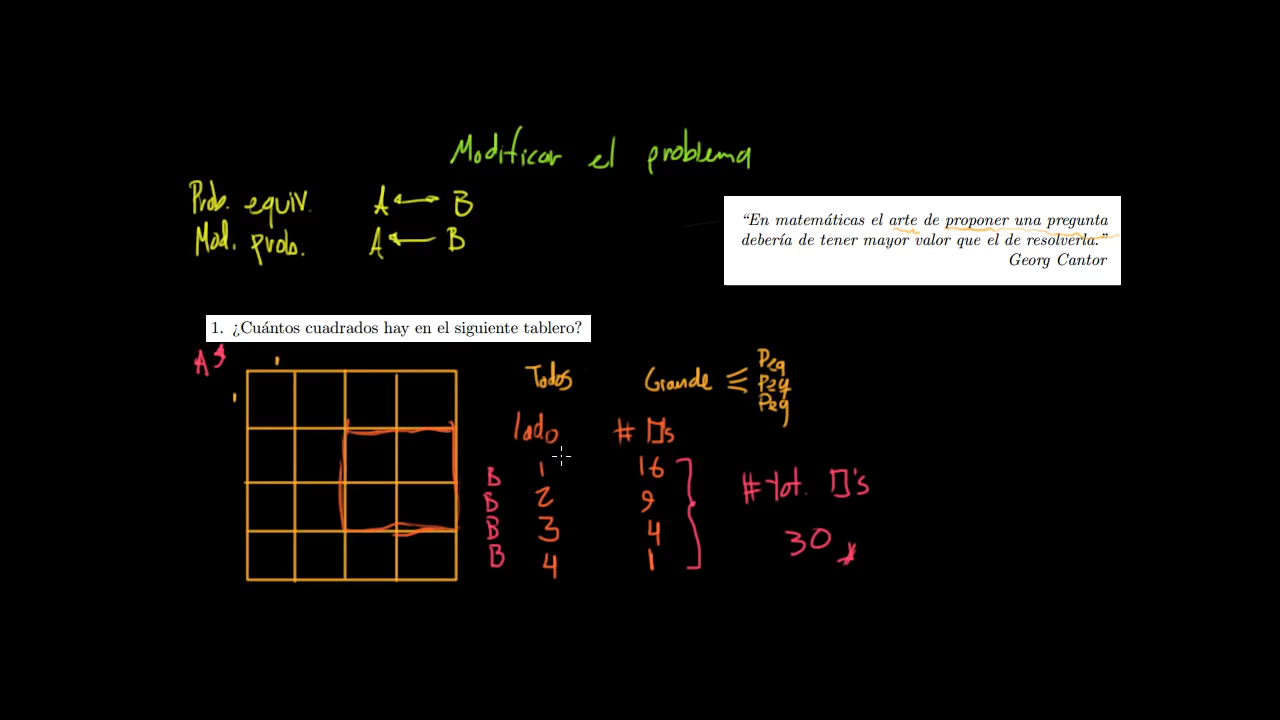 Modificar el problema
Prob. equiv. A ↔ B
Mod. prob. A ← B
“En matemáticas el arte de proponer una pregunta
debería de tener mayor valor que el de resolverla.”
Georg Cantor
1. ¿Cuántos cuadrados hay en el siguiente tablero?
A
Todos Grande ≤ Peq
Peq
Peq
lado # □s
B 1 16
B 2 9
B 3 4
B 4 1
# tot. □'s
30